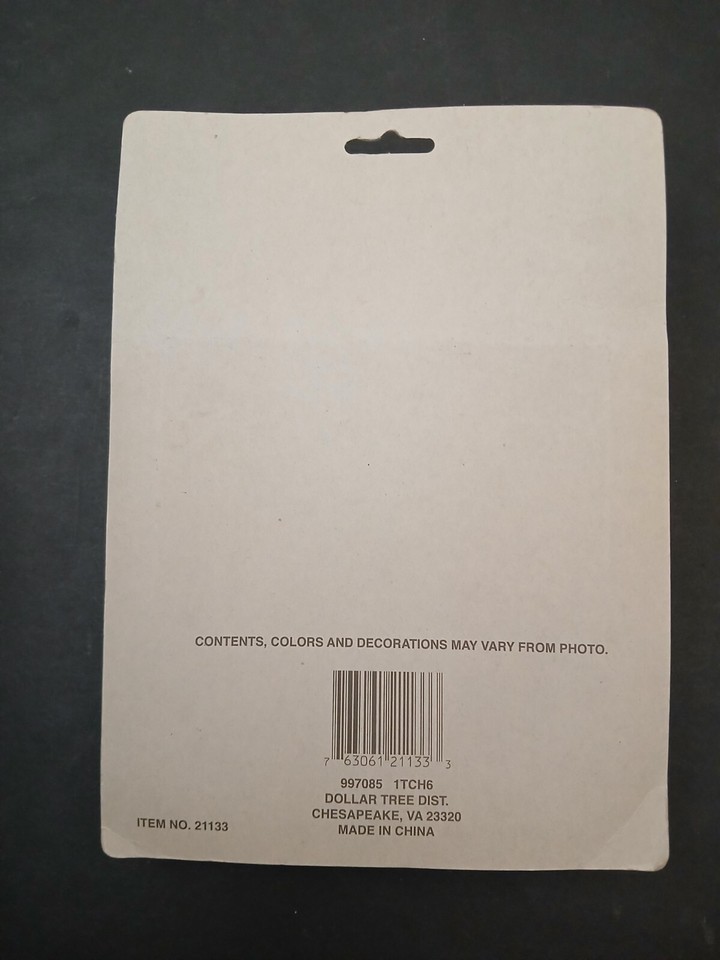 CONTENTS, COLORS AND DECORATIONS MAY VARY FROM PHOTO.
7 63061 21133 3
997085 1TCH6
DOLLAR TREE DIST.
CHESAPEAKE, VA 23320
MADE IN CHINA
ITEM NO. 21133